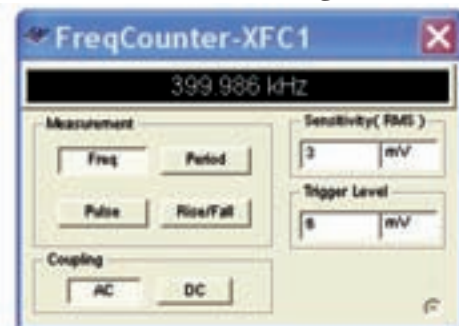 FreqCounter-XFC1
399.986 kHz
Measurement
Freq
Period
Pulse
Rise/Fall
Coupling
AC
DC
Sensitivity( RMS )
3
mV
Trigger Level
6
mV